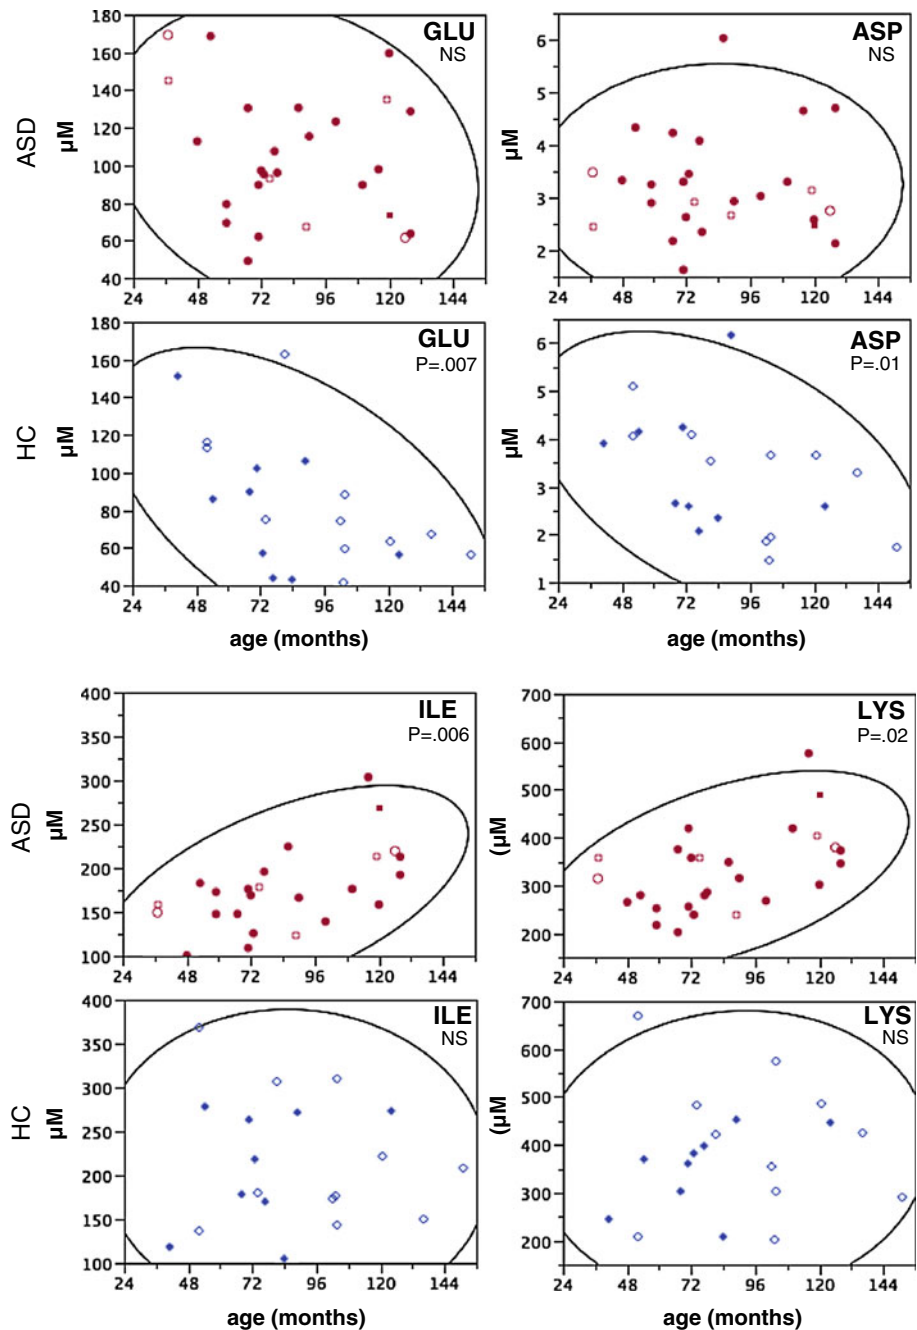 GLU
NS
ASD
µM
180
160
140
120
100
80
60
40
24 48 72 96 120 144
ASP
NS
µM
6
5
4
3
2
24 48 72 96 120 144
GLU
P=.007
HC
µM
180
160
140
120
100
80
60
40
24 48 72 96 120 144
age (months)
ASP
P=.01
µM
6
5
4
3
2
1
24 48 72 96 120 144
age (months)
ILE
P=.006
ASD
µM
400
350
300
250
200
150
100
24 48 72 96 120 144
LYS
P=.02
(µM
700
600
500
400
300
200
24 48 72 96 120 144
ILE
NS
HC
µM
400
350
300
250
200
150
100
24 48 72 96 120 144
age (months)
LYS
NS
(µM
700
600
500
400
300
200
24 48 72 96 120 144
age (months)